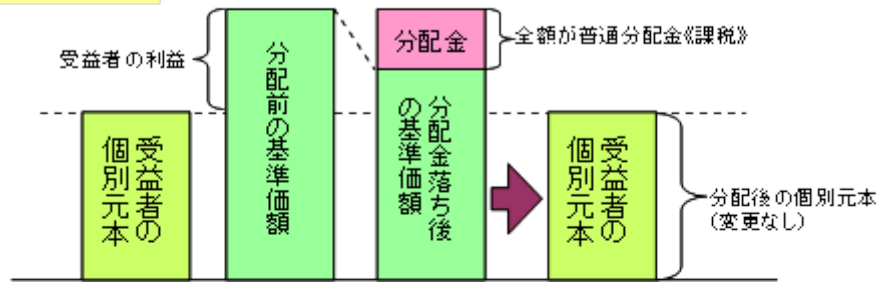 受益者の利益
受益者の
個別元本
分配前の基準価額
分配金
全額が普通分配金《課税》
分配金落ち後
の基準価額
受益者の
個別元本
分配後の個別元本
(変更なし)